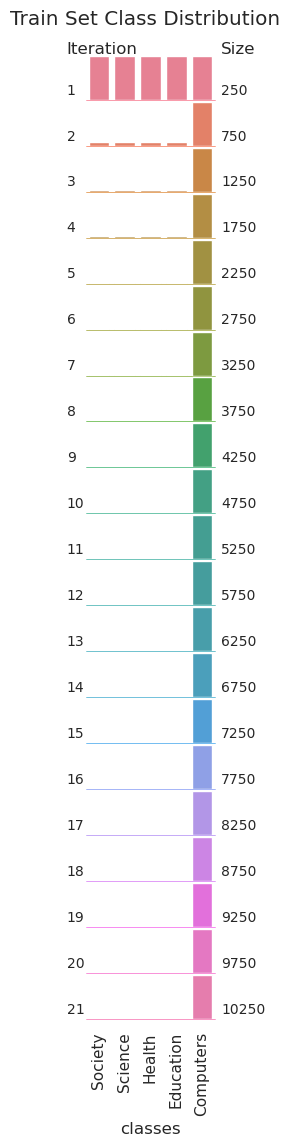 Train Set Class Distribution
Iteration Size
1 250
2 750
3 1250
4 1750
5 2250
6 2750
7 3250
8 3750
9 4250
10 4750
11 5250
12 5750
13 6250
14 6750
15 7250
16 7750
17 8250
18 8750
19 9250
20 9750
21 10250
Society
Science
Health
Education
Computers
classes